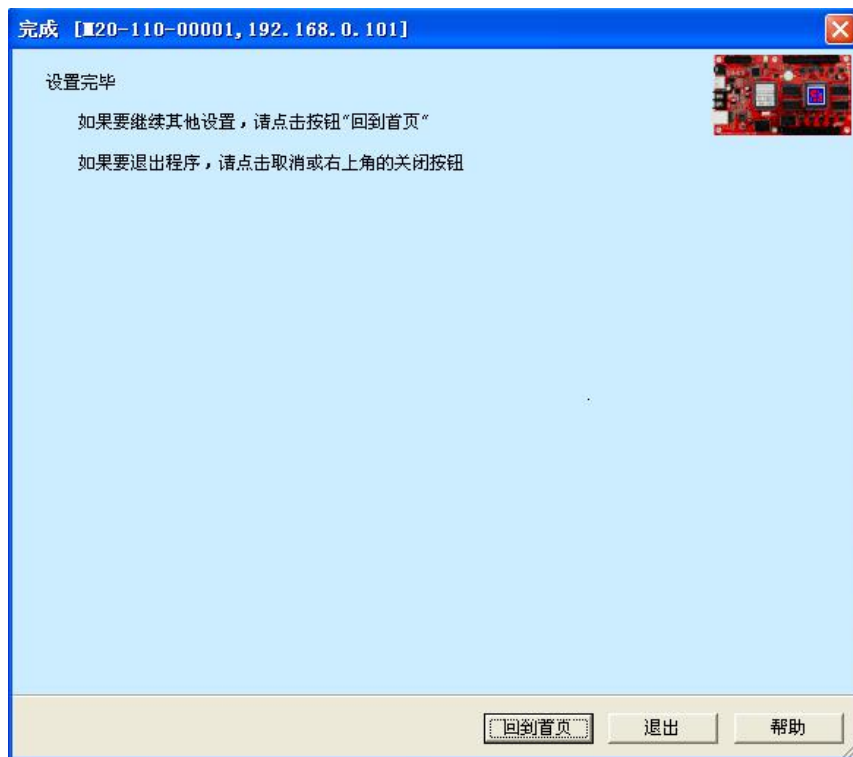 完成 [M20-110-00001,192.168.0.101]
设置完毕
如果要继续其他设置，请点击按钮"回到首页"
如果要退出程序，请点击取消或右上角的关闭按钮
回到首页
退出
帮助